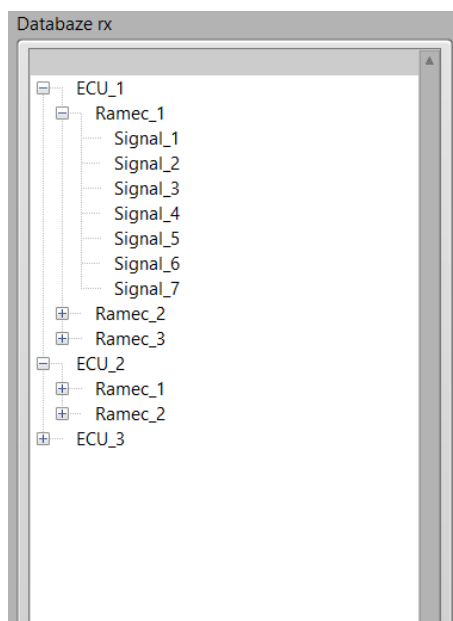 Databaze rx
ECU_1
Ramec_1
Signal_1
Signal_2
Signal_3
Signal_4
Signal_5
Signal_6
Signal_7
Ramec_2
Ramec_3
ECU_2
Ramec_1
Ramec_2
ECU_3